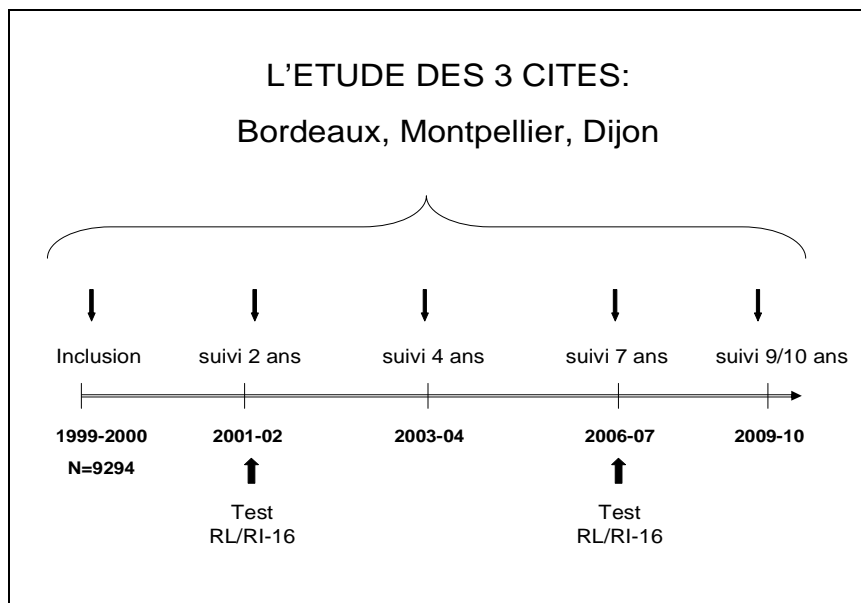 L'ETUDE DES 3 CITES:
Bordeaux, Montpellier, Dijon
Inclusion suivi 2 ans suivi 4 ans suivi 7 ans suivi 9/10 ans
1999-2000 2001-02 2003-04 2006-07 2009-10
N=9294
Test Test
RL/RI-16 RL/RI-16